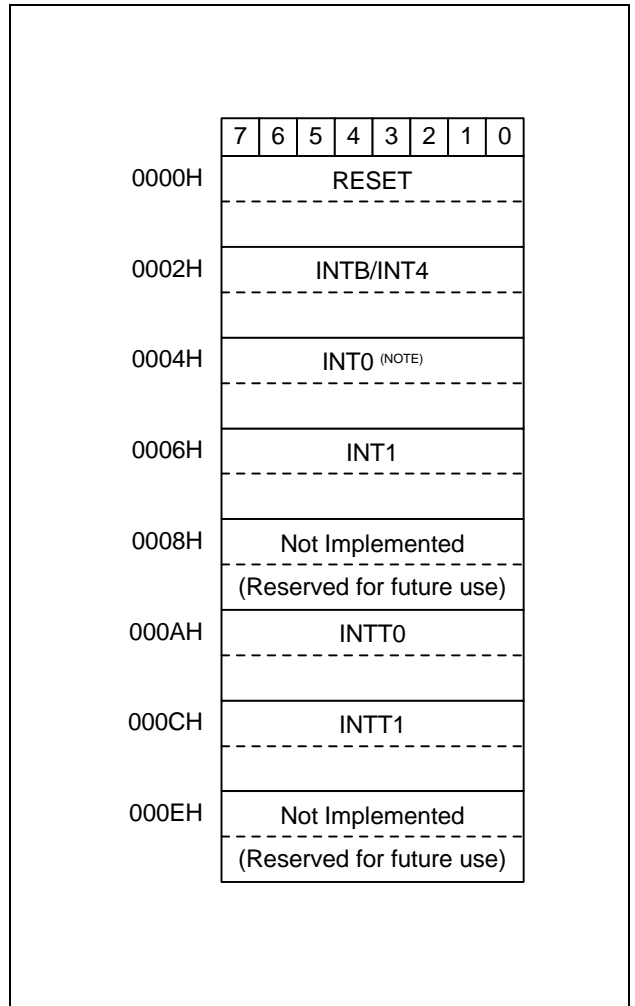 7 6 5 4 3 2 1 0
0000H RESET
0002H INTB/INT4
0004H INT0 (NOTE)
0006H INT1
0008H Not Implemented
(Reserved for future use)
000AH INTT0
000CH INTT1
000EH Not Implemented
(Reserved for future use)